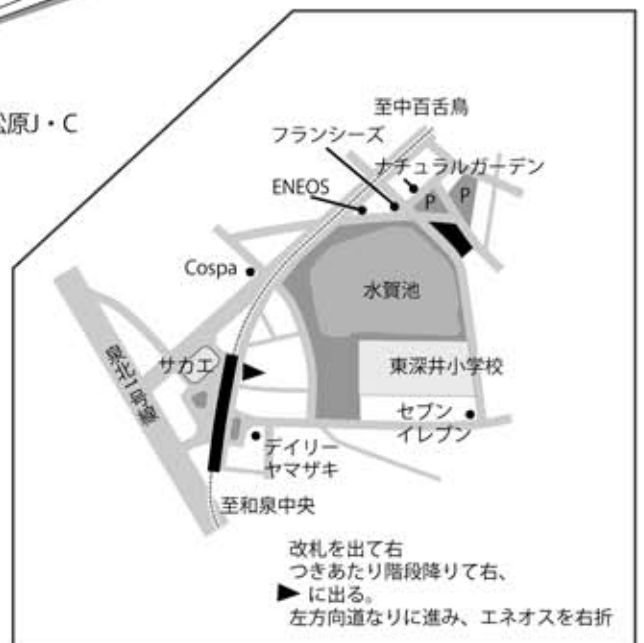 原J・C
至中百舌鳥
フランシーズ
ナチュラルガーデン
ENEOS
P
P
Cospa
水賀池
泉北1号線
サカエ
東深井小学校
セブン
イレブン
デイリー
ヤマザキ
至和泉中央
改札を出て右
つきあたり階段降りて右、
▶ に出る。
左方向道なりに進み、エネオスを右折